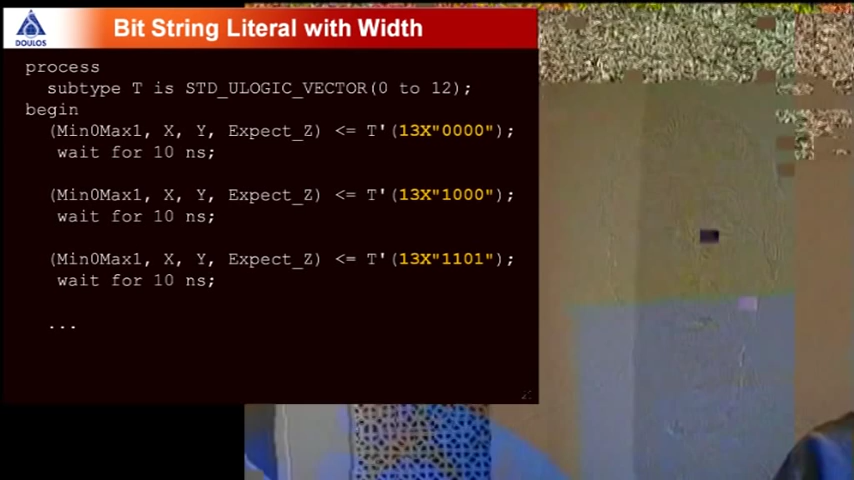 DOULOS
Bit String Literal with Width
process
subtype T is STD_ULOGIC_VECTOR(0 to 12);
begin
(Min0Max1, X, Y, Expect_Z) <= T'(13X"0000");
wait for 10 ns;
(Min0Max1, X, Y, Expect_Z) <= T'(13X"1000");
wait for 10 ns;
(Min0Max1, X, Y, Expect_Z) <= T'(13X"1101");
wait for 10 ns;
...